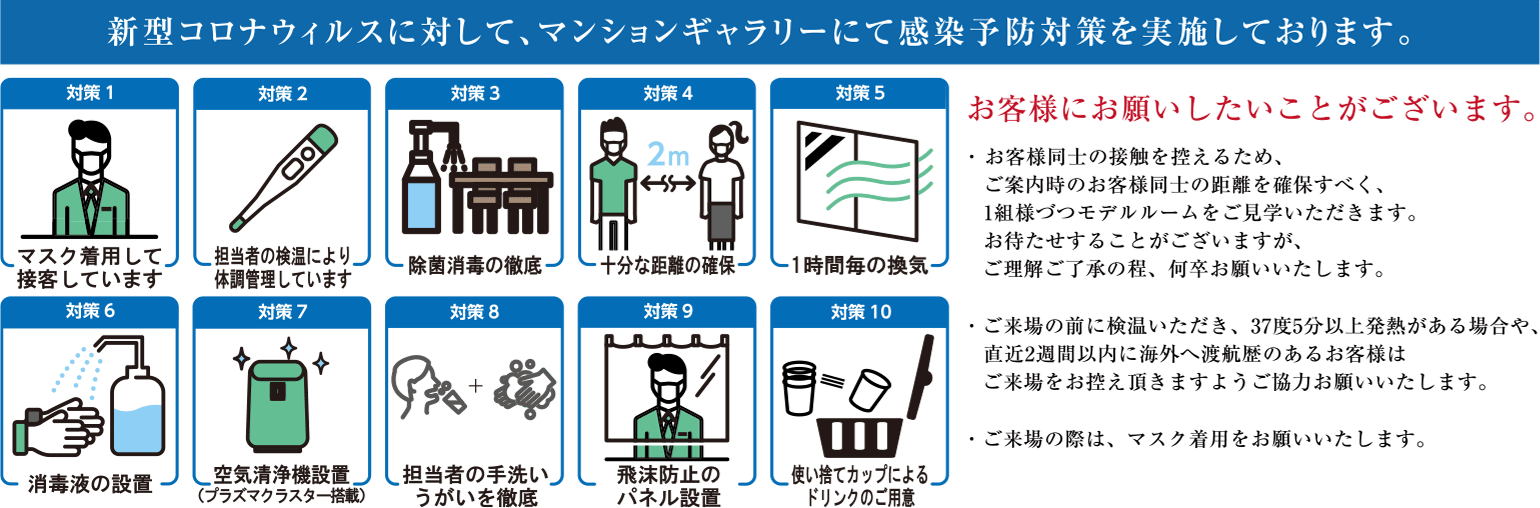 新型コロナウィルスに対して、マンションギャラリーにて感染予防対策を実施しております。
対策1
マスク着用して
接客しています
対策2
担当者の検温により
体調管理しています
対策3
除菌消毒の徹底
対策4
2m
十分な距離の確保
対策5
1時間毎の換気
対策6
消毒液の設置
対策7
空気清浄機設置
(プラズマクラスター搭載)
対策8
+
担当者の手洗い
うがいを徹底
対策9
飛沫防止の
パネル設置
対策10
使い捨てカップによる
ドリンクのご用意
お客様にお願いしたいことがございます。
・お客様同士の接触を控えるため、
ご案内時のお客様同士の距離を確保すべく、
1組様づつモデルルームをご見学いただきます。
お待たせすることがございますが、
ご理解ご了承の程、何卒お願いいたします。
・ご来場の前に検温いただき、37度5分以上発熱がある場合や、
直近2週間以内に海外へ渡航歴のあるお客様は
ご来場をお控え頂きますようご協力お願いいたします。
・ご来場の際は、マスク着用をお願いいたします。